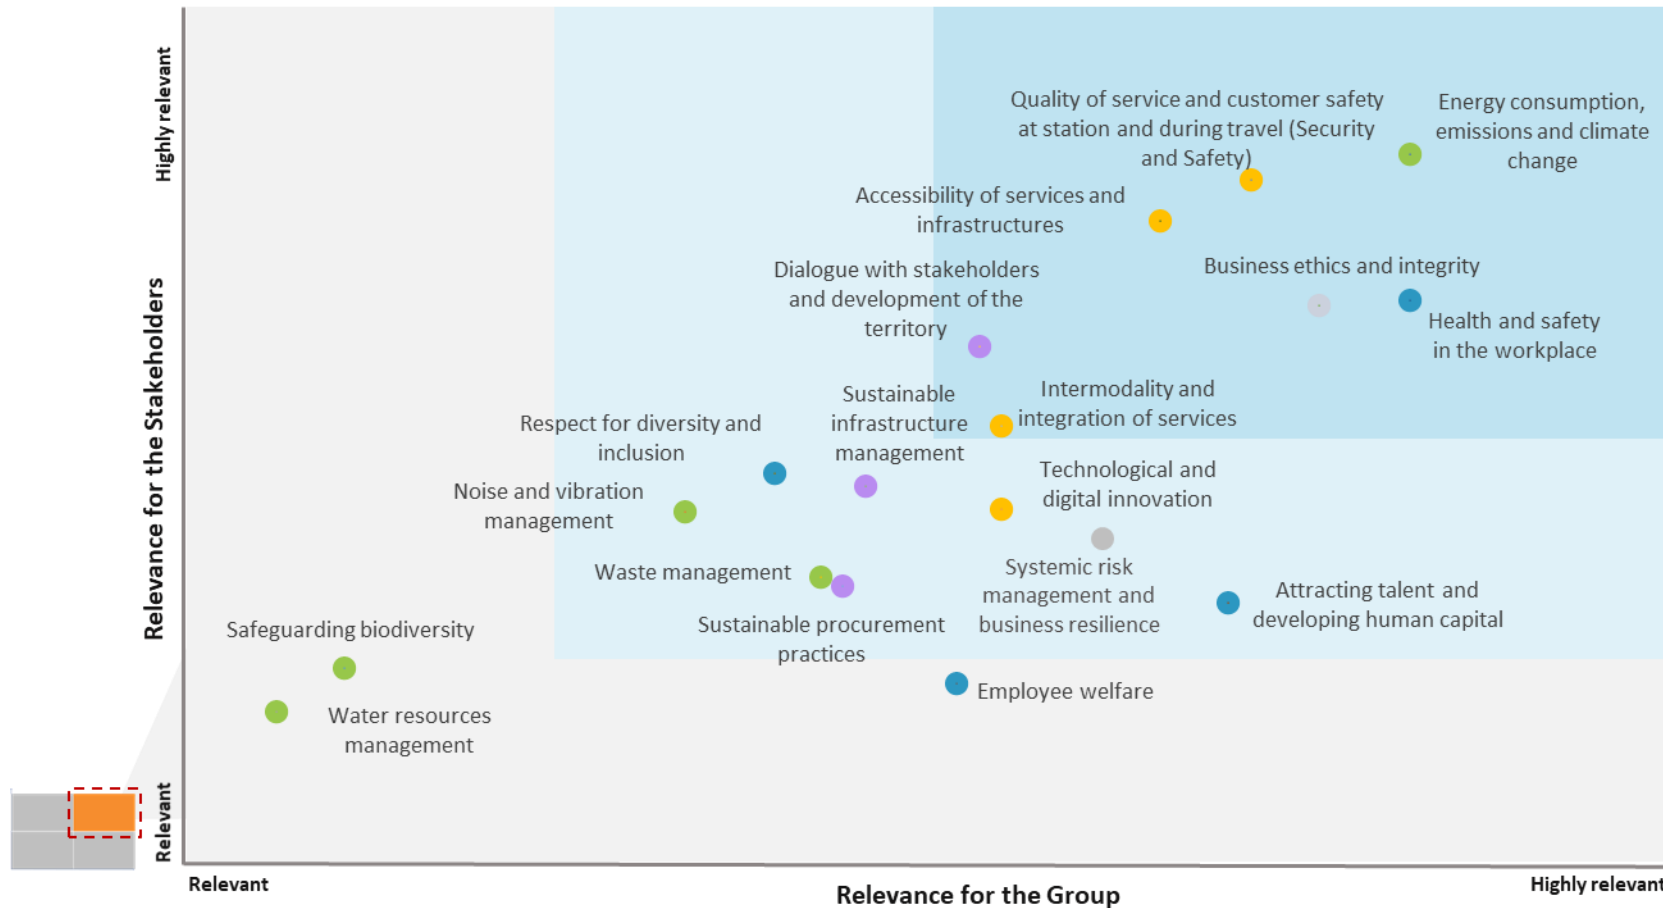 Highly relevant
Relevance for the Stakeholders
Relevant
Quality of service and customer safety
at station and during travel (Security
and Safety)
Energy consumption,
emissions and climate
change
Accessibility of services and
infrastructures
Business ethics and integrity
Dialogue with stakeholders
and development of the
territory
Health and safety
in the workplace
Sustainable
infrastructure
management
Intermodality and
integration of services
Respect for diversity and
inclusion
Technological and
digital innovation
Noise and vibration
management
Waste management
Systemic risk
management and
business resilience
Attracting talent and
developing human capital
Sustainable procurement
practices
Safeguarding biodiversity
Employee welfare
Water resources
management
Relevant
Relevance for the Group
Highly relevant